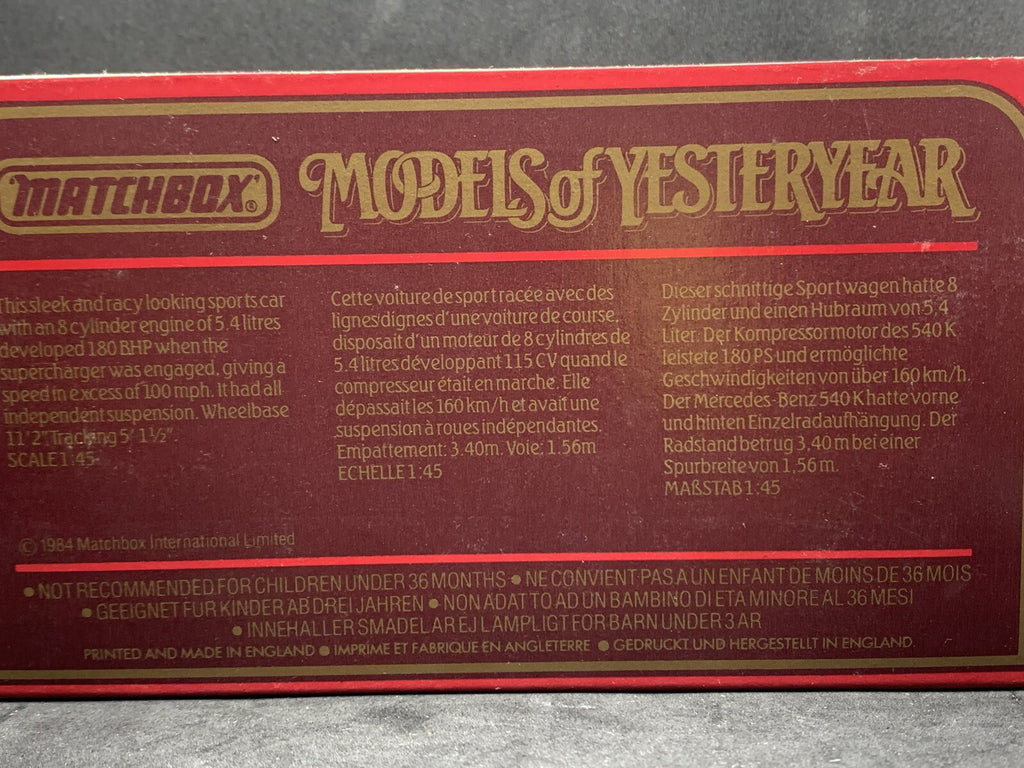 MATCHBOX
MODELS of YESTERYEAR
This sleek and racy looking sports car
with an 8 cylinder engine of 5.4 litres
developed 180 BHP when the
supercharger was engaged, giving a
speed in excess of 100 mph. It had all
independent suspension. Wheelbase
11' 2" Tracking 5' 1½".
SCALE 1:45
© 1984 Matchbox International Limited
Cette voiture de sport racée avec des
lignes dignes d'une voiture de course,
disposait d'un moteur de 8 cylindres de
5.4 litres développant 115 CV quand le
compresseur était en marche. Elle
dépassait les 160 km/h et avait une
suspension à roues indépendantes.
Empattement: 3.40m. Voie: 1.56m
ECHELLE 1:45
Dieser schnittige Sportwagen hatte 8
Zylinder und einen Hubraum von 5,4
Liter. Der Kompressormotor des 540 K
leistete 180 PS und ermöglichte
Geschwindigkeiten von über 160 km/h.
Der Mercedes-Benz 540 K hatte vorne
und hinten Einzelradaufhängung. Der
Radstand betrug 3,40 m bei einer
Spurbreite von 1,56 m.
MAßSTAB 1:45
• NOT RECOMMENDED FOR CHILDREN UNDER 36 MONTHS • NE CONVIENT PAS A UN ENFANT DE MOINS DE 36 MOIS
• GEEIGNET FUR KINDER AB DREI JAHREN • NON ADATTO AD UN BAMBINO DI ETA MINORE AL 36 MESI
• INNEHALLER SMADELAR EJ LAMPLIGT FOR BARN UNDER 3 AR
PRINTED AND MADE IN ENGLAND • IMPRIME ET FABRIQUE EN ANGLETERRE • GEDRUCKT UND HERGESTELLT IN ENGLAND.